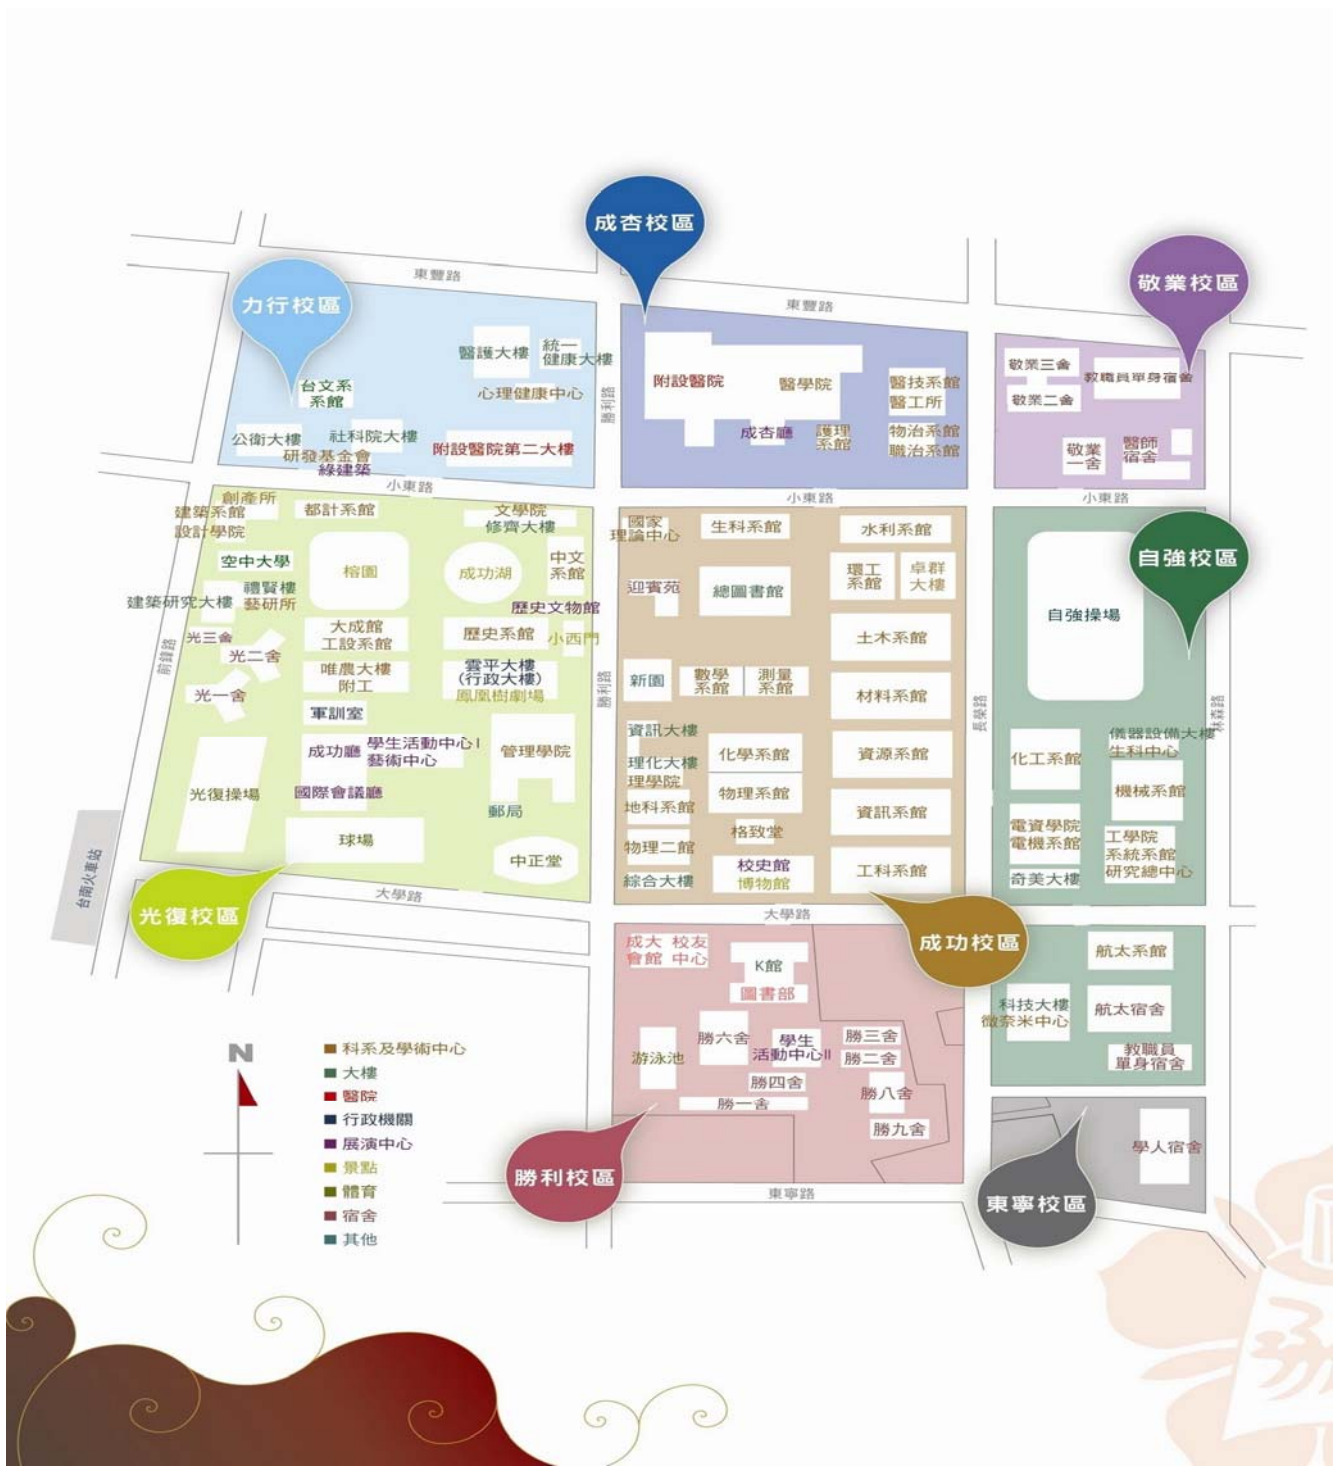 成杏校區
敬業校區
力行校區
東豐路
東豐路
醫護大樓
統一
健康大樓
心理健康中心
台文系
系館
公衛大樓
社科院大樓
研發基金會
綠建築
附設醫院第二大樓
勝利路
附設醫院
醫學院
醫技系館
醫工所
成杏廳
護理
系館
物治系館
職治系館
敬業三舍
教職員單身宿舍
敬業二舍
敬業
一舍
醫師
宿舍
小東路
小東路
小東路
創產所
建築系館
設計學院
都計系館
文學院
修齊大樓
空中大學
榕園
成功湖
中文
系館
禮賢樓
藝研所
建築研究大樓
歷史文物館
光三舍
大成館
工設系館
歷史系館
小西門
光二舍
唯農大樓
附工
雲平大樓
(行政大樓)
鳳凰樹劇場
光一舍
軍訓室
成功廳
學生活動中心I
藝術中心
管理學院
國際會議廳
光復操場
郵局
球場
中正堂
前鋒路
台南火車站
光復校區
大學路
勝利路
國家
理論中心
生科系館
水利系館
迎賓苑
總圖書館
環工
系館
卓群
大樓
土木系館
新園
數學
系館
測量
系館
材料系館
資訊大樓
理化大樓
理學院
化學系館
資源系館
地科系館
物理系館
資訊系館
物理二館
格致堂
綜合大樓
校史館
博物館
工科系館
大學路
成功校區
長榮路
自強校區
自強操場
林森路
儀器設備大樓
生科中心
化工系館
機械系館
電資學院
電機系館
工學院
系統系館
研究總中心
奇美大樓
航太系館
科技大樓
微奈米中心
航太宿舍
教職員
單身宿舍
成大
會館
校友
中心
K館
圖書部
游泳池
勝六舍
學生
活動中心II
勝三舍
勝二舍
勝四舍
勝八舍
勝一舍
勝九舍
勝利校區
東寧路
學人宿舍
東寧校區
N
科系及學術中心
大樓
醫院
行政機關
展演中心
景點
體育
宿舍
其他